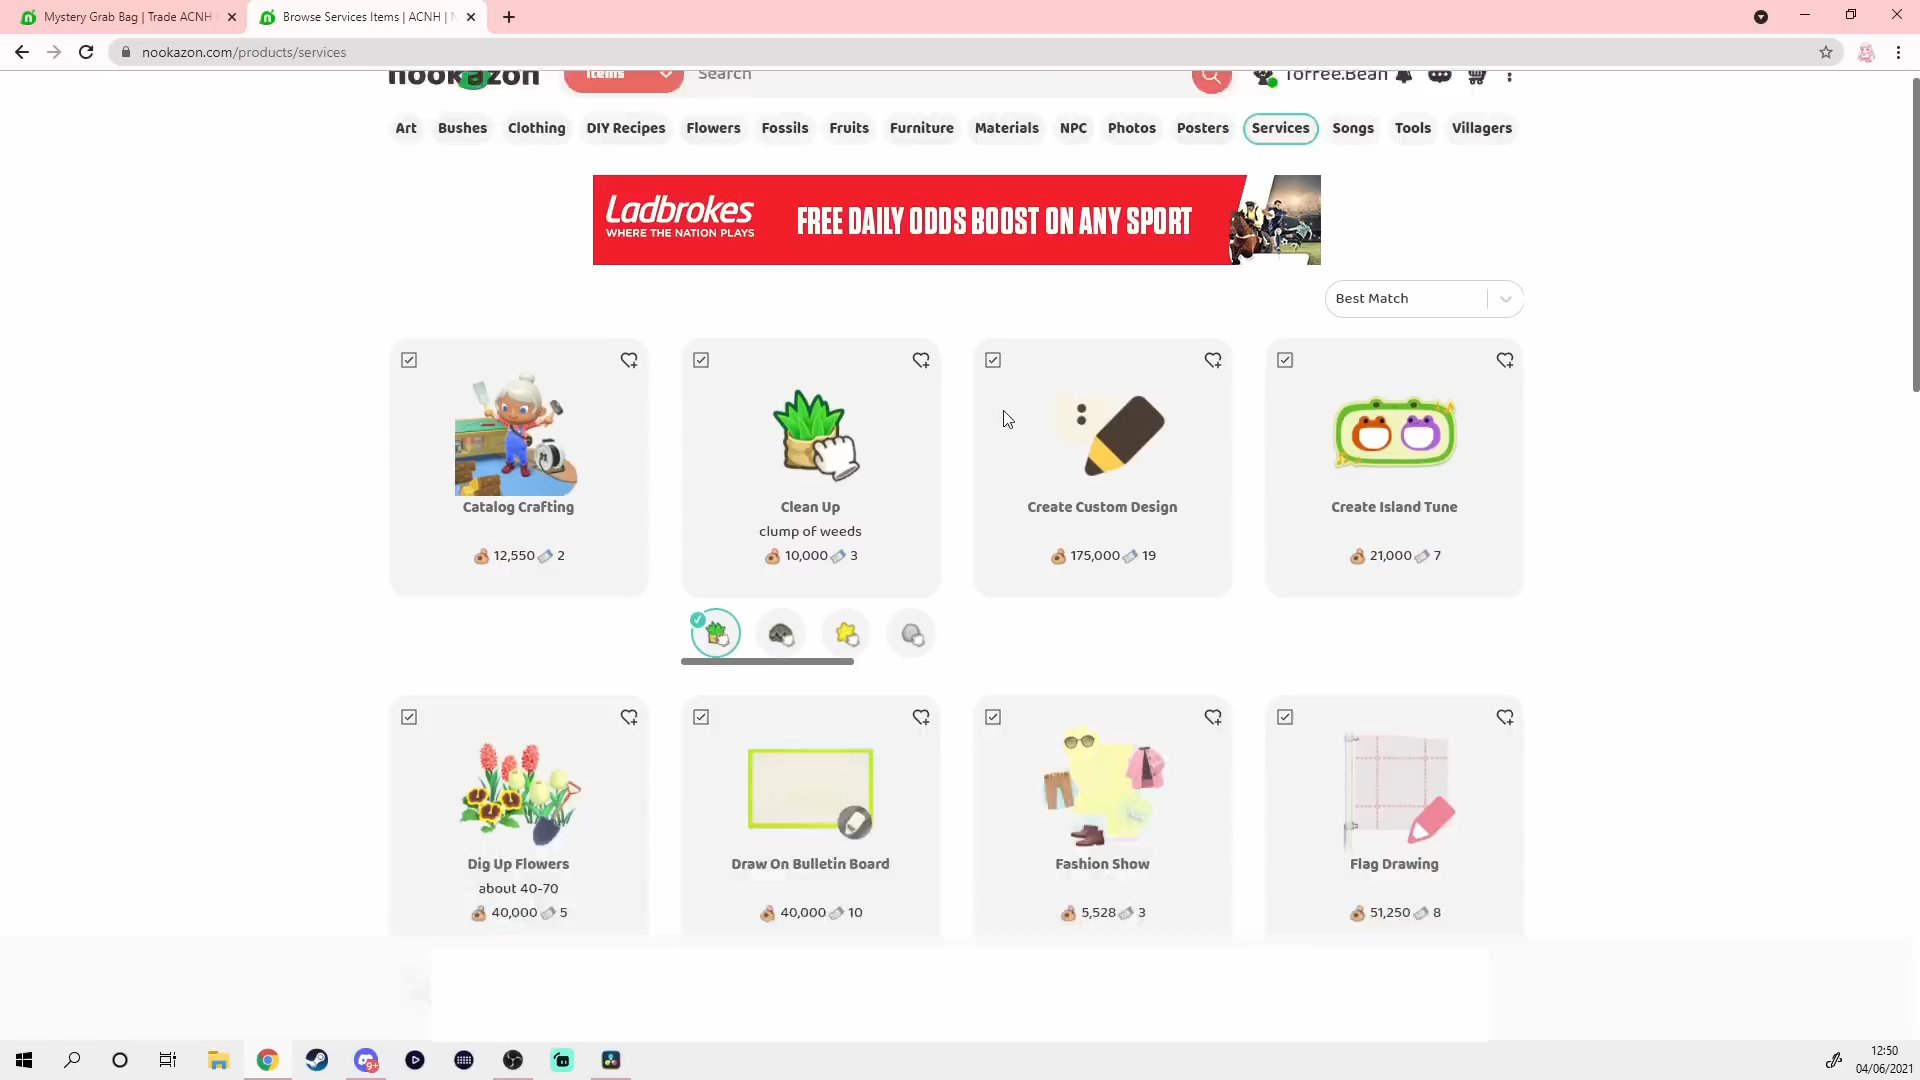 Mystery Grab Bag | Trade ACNH
Browse Services Items | ACNH | N
nookazon.com/products/services
nookazon
Items
Search
Torree.Bean
Art
Bushes
Clothing
DIY Recipes
Flowers
Fossils
Fruits
Furniture
Materials
NPC
Photos
Posters
Services
Songs
Tools
Villagers
Ladbrokes
WHERE THE NATION PLAYS
FREE DAILY ODDS BOOST ON ANY SPORT
Best Match
Catalog Crafting
12,550 2
Clean Up
clump of weeds
10,000 3
Create Custom Design
175,000 19
Create Island Tune
21,000 7
Dig Up Flowers
about 40-70
40,000 5
Draw On Bulletin Board
40,000 10
Fashion Show
5,528 3
Flag Drawing
51,250 8
9+
12:50
04/06/2021